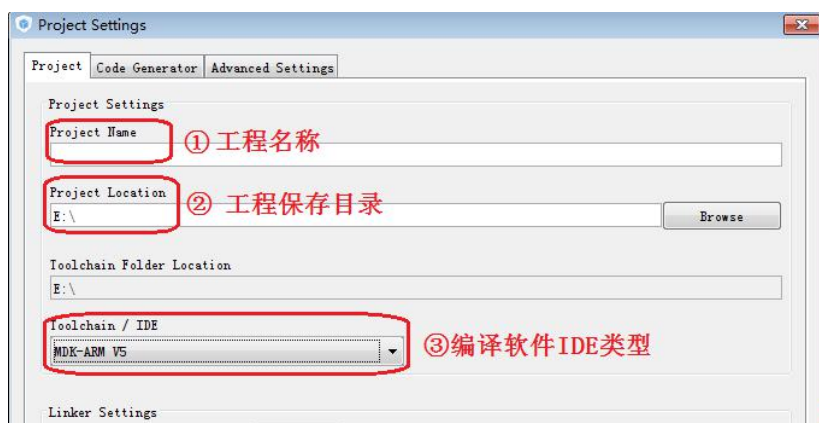 Project Settings
Project Code Generator Advanced Settings
Project Settings
Project Name
①工程名称
Project Location
② 工程保存目录
E:\
Browse
Toolchain Folder Location
E:\
Toolchain / IDE
MDK-ARM V5
③编译软件IDE类型
Linker Settings